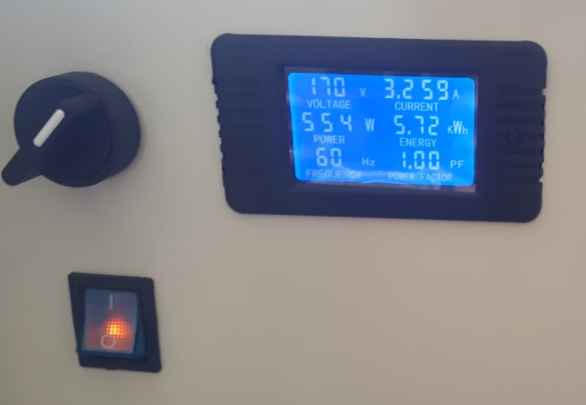 170 V 3.259 A
VOLTAGE CURRENT
554 W 5.72 KWh
POWER ENERGY
60 Hz 1.00 PF
FREQUENCY POWER FACTOR
I
O